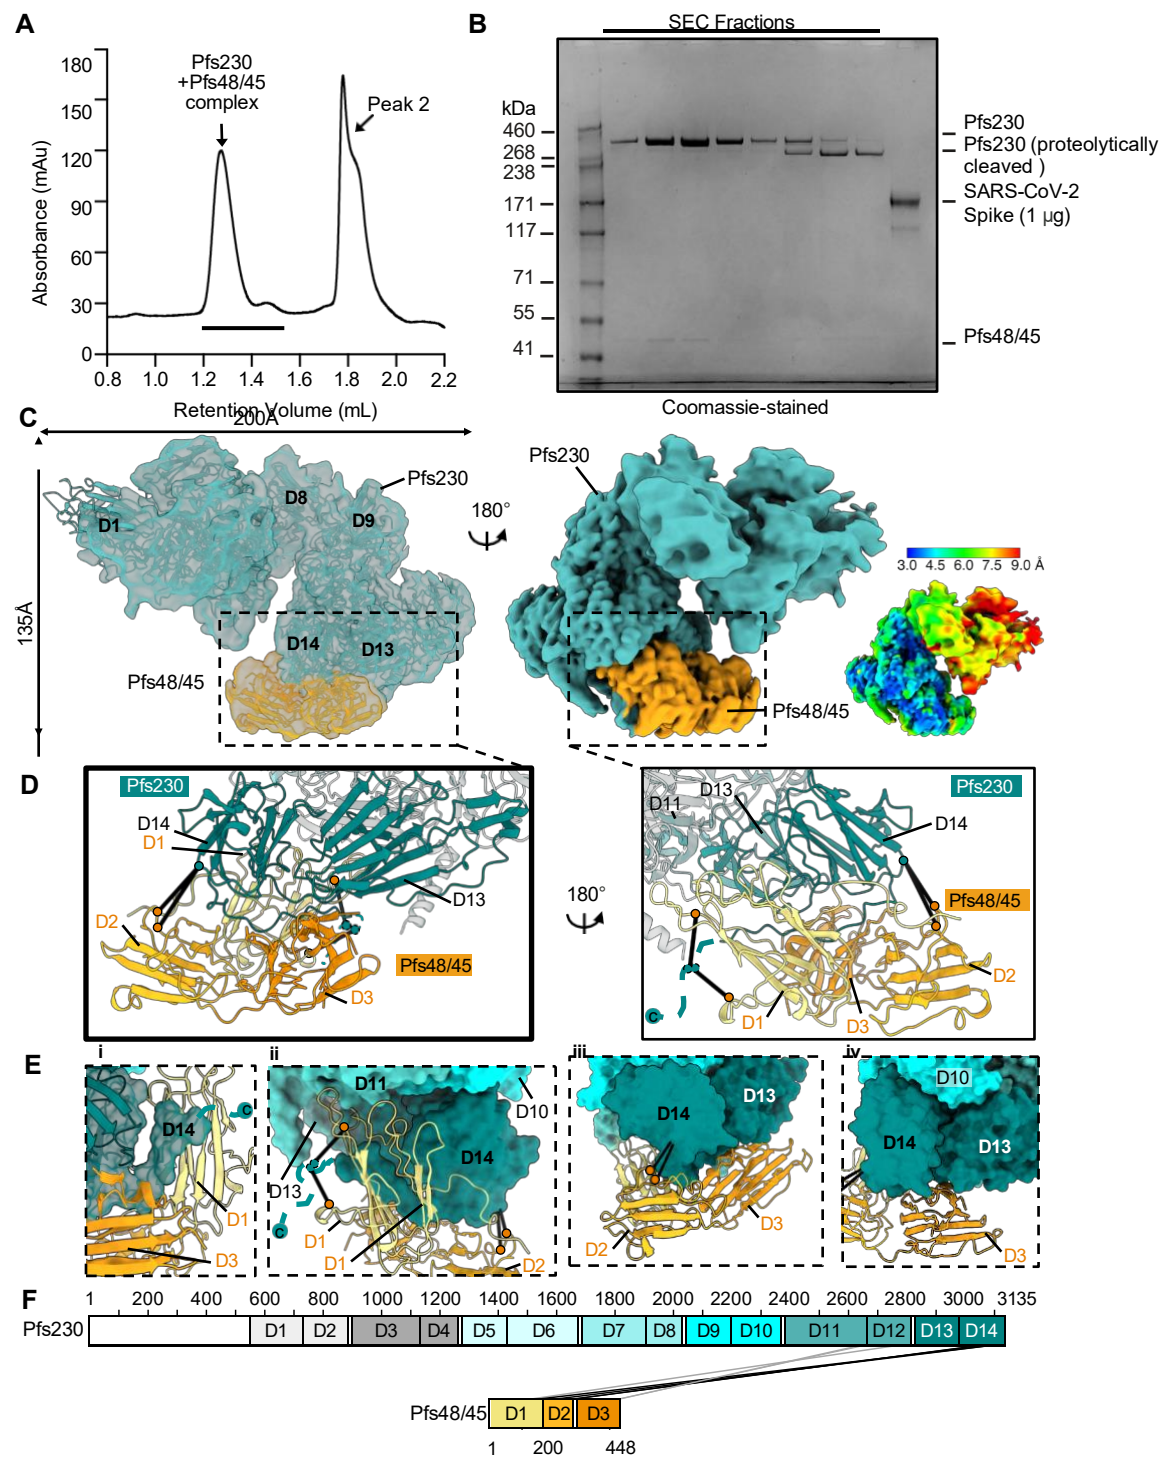 A
Pfs230
+Pfs48/45
complex
Peak 2
Absorbance (mAu)
180
150
120
90
60
30
0
0.8 1.0 1.2 1.4 1.6 1.8 2.0 2.2
Retention Volume (mL)
B
SEC Fractions
kDa
460
268
238
171
117
71
55
41
Pfs230
Pfs230 (proteolytically
cleaved )
SARS-CoV-2
Spike (1 µg)
Pfs48/45
Coomassie-stained
C
200Å
135Å
D1
D8
D9
Pfs230
D14
D13
Pfs48/45
180°
Pfs230
Pfs48/45
3.0 4.5 6.0 7.5 9.0 Å
D
Pfs230
D14
D1
D2
D13
Pfs48/45
D3
180°
D13
D11
Pfs230
D14
Pfs48/45
D2
C
D1
D3
E
i
D14
C
D1
D3
ii
D11
D10
D13
D14
C
D1
D1
D2
iii
D14
D13
D2
D3
iv
D10
D14
D13
D3
F
1 200 400 600 800 1000 1200 1400 1600 1800 2000 2200 2400 2600 2800 3000 3135
Pfs230 D1 D2 D3 D4 D5 D6 D7 D8 D9 D10 D11 D12 D13 D14
Pfs48/45 D1 D2 D3
1 200 448